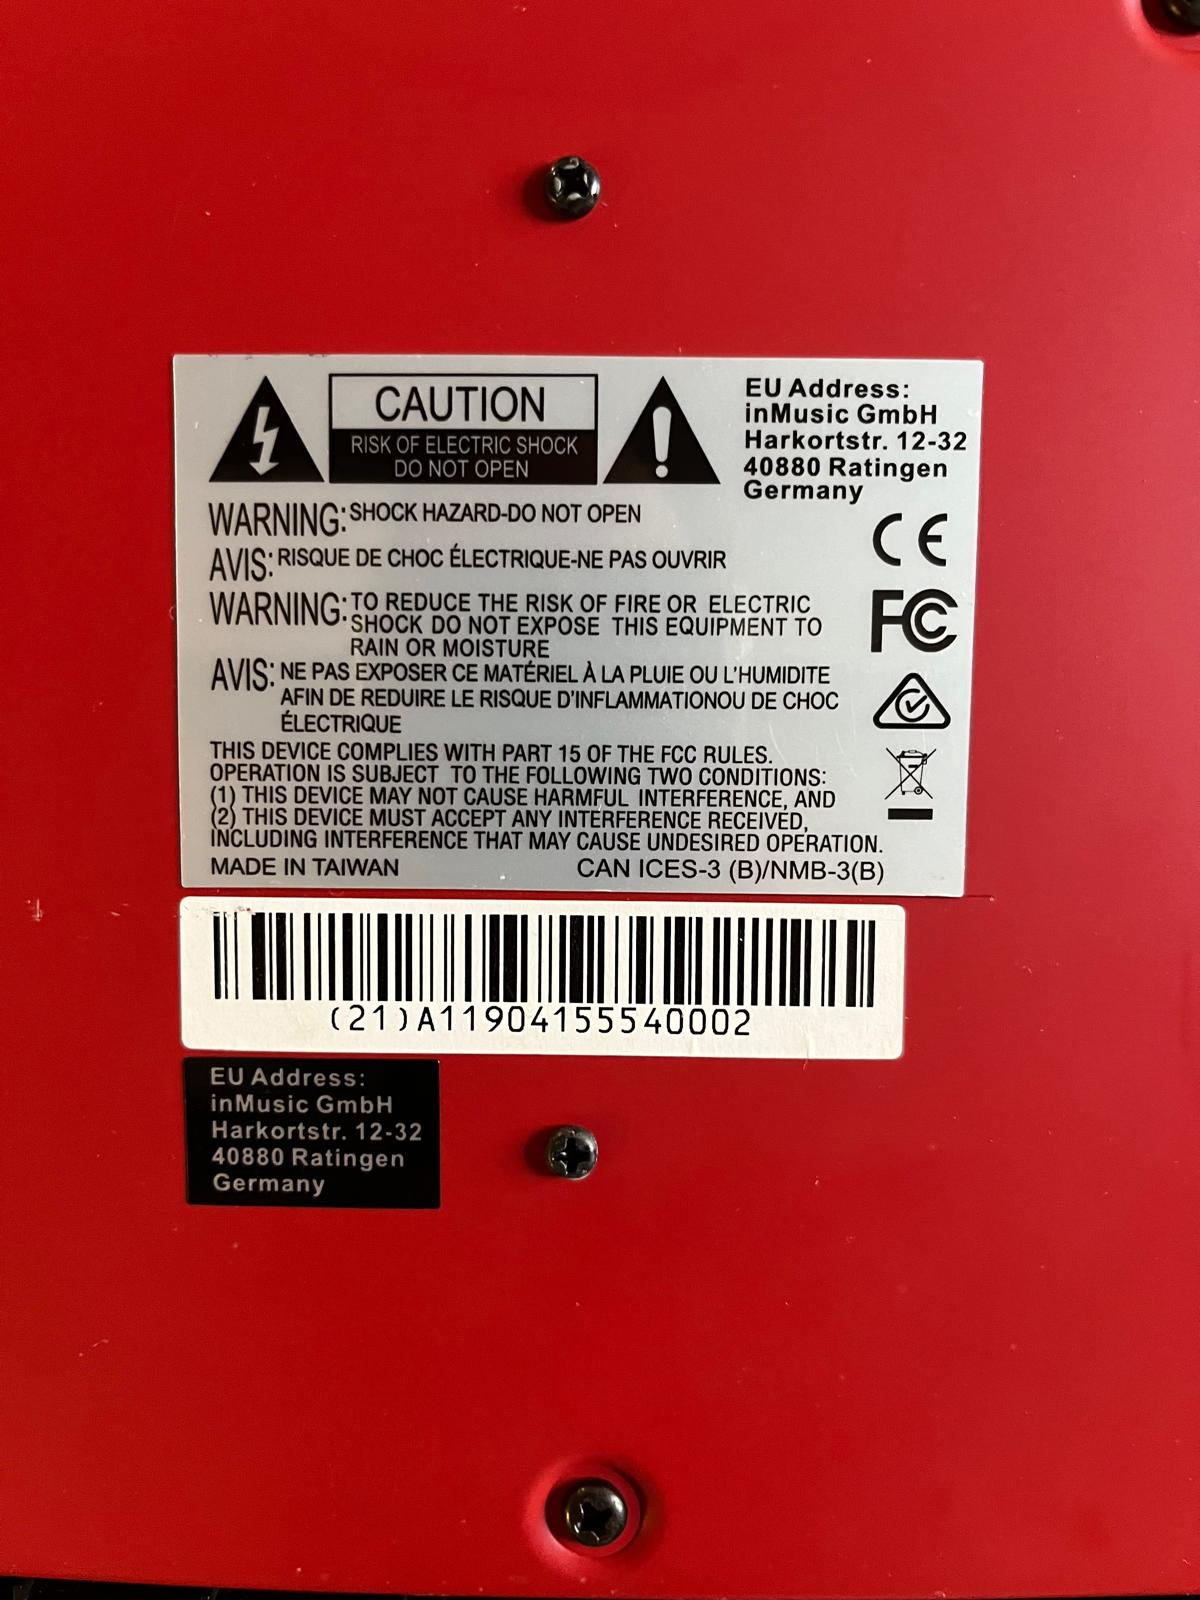 CAUTION
RISK OF ELECTRIC SHOCK
DO NOT OPEN
EU Address:
inMusic GmbH
Harkortstr. 12-32
40880 Ratingen
Germany
WARNING: SHOCK HAZARD-DO NOT OPEN
AVIS: RISQUE DE CHOC ÉLECTRIQUE-NE PAS OUVRIR
WARNING: TO REDUCE THE RISK OF FIRE OR ELECTRIC
SHOCK DO NOT EXPOSE THIS EQUIPMENT TO
RAIN OR MOISTURE
AVIS: NE PAS EXPOSER CE MATÉRIEL À LA PLUIE OU L'HUMIDITE
AFIN DE REDUIRE LE RISQUE D'INFLAMMATIONOU DE CHOC
ÉLECTRIQUE
THIS DEVICE COMPLIES WITH PART 15 OF THE FCC RULES.
OPERATION IS SUBJECT TO THE FOLLOWING TWO CONDITIONS:
(1) THIS DEVICE MAY NOT CAUSE HARMFUL INTERFERENCE, AND
(2) THIS DEVICE MUST ACCEPT ANY INTERFERENCE RECEIVED,
INCLUDING INTERFERENCE THAT MAY CAUSE UNDESIRED OPERATION.
MADE IN TAIWAN CAN ICES-3 (B)/NMB-3(B)
CE
FC
(21)A11904155540002
EU Address:
inMusic GmbH
Harkortstr. 12-32
40880 Ratingen
Germany